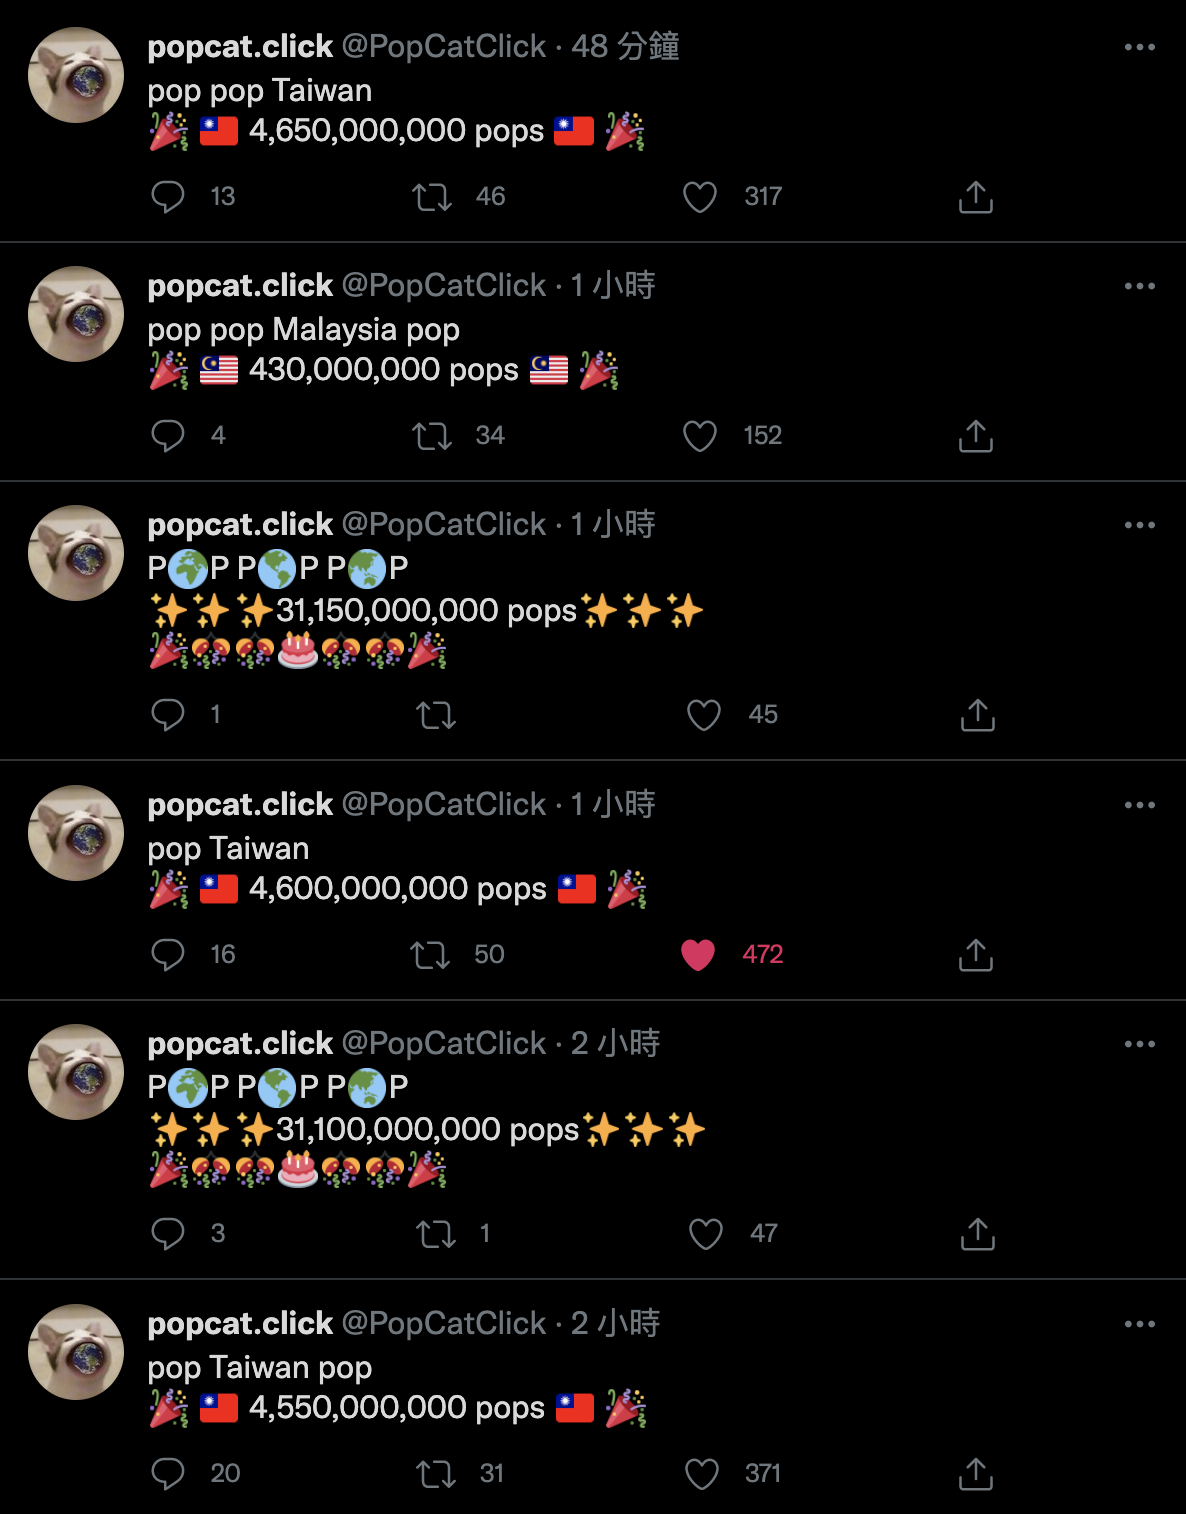 popcat.click @PopCatClick · 48 分鐘
pop pop Taiwan
🎉 🇹🇼 4,650,000,000 pops 🇹🇼 🎉
13 46 317
popcat.click @PopCatClick · 1 小時
pop pop Malaysia pop
🎉 🇲🇾 430,000,000 pops 🇲🇾 🎉
4 34 152
popcat.click @PopCatClick · 1 小時
P🌍P P🌎P P🌏P
✨✨✨31,150,000,000 pops✨✨✨
🎉🎊🎊🎂🎊🎊🎉
1 45
popcat.click @PopCatClick · 1 小時
pop Taiwan
🎉 🇹🇼 4,600,000,000 pops 🇹🇼 🎉
16 50 472
popcat.click @PopCatClick · 2 小時
P🌍P P🌎P P🌏P
✨✨✨31,100,000,000 pops✨✨✨
🎉🎊🎊🎂🎊🎊🎉
3 1 47
popcat.click @PopCatClick · 2 小時
pop Taiwan pop
🎉 🇹🇼 4,550,000,000 pops 🇹🇼 🎉
20 31 371